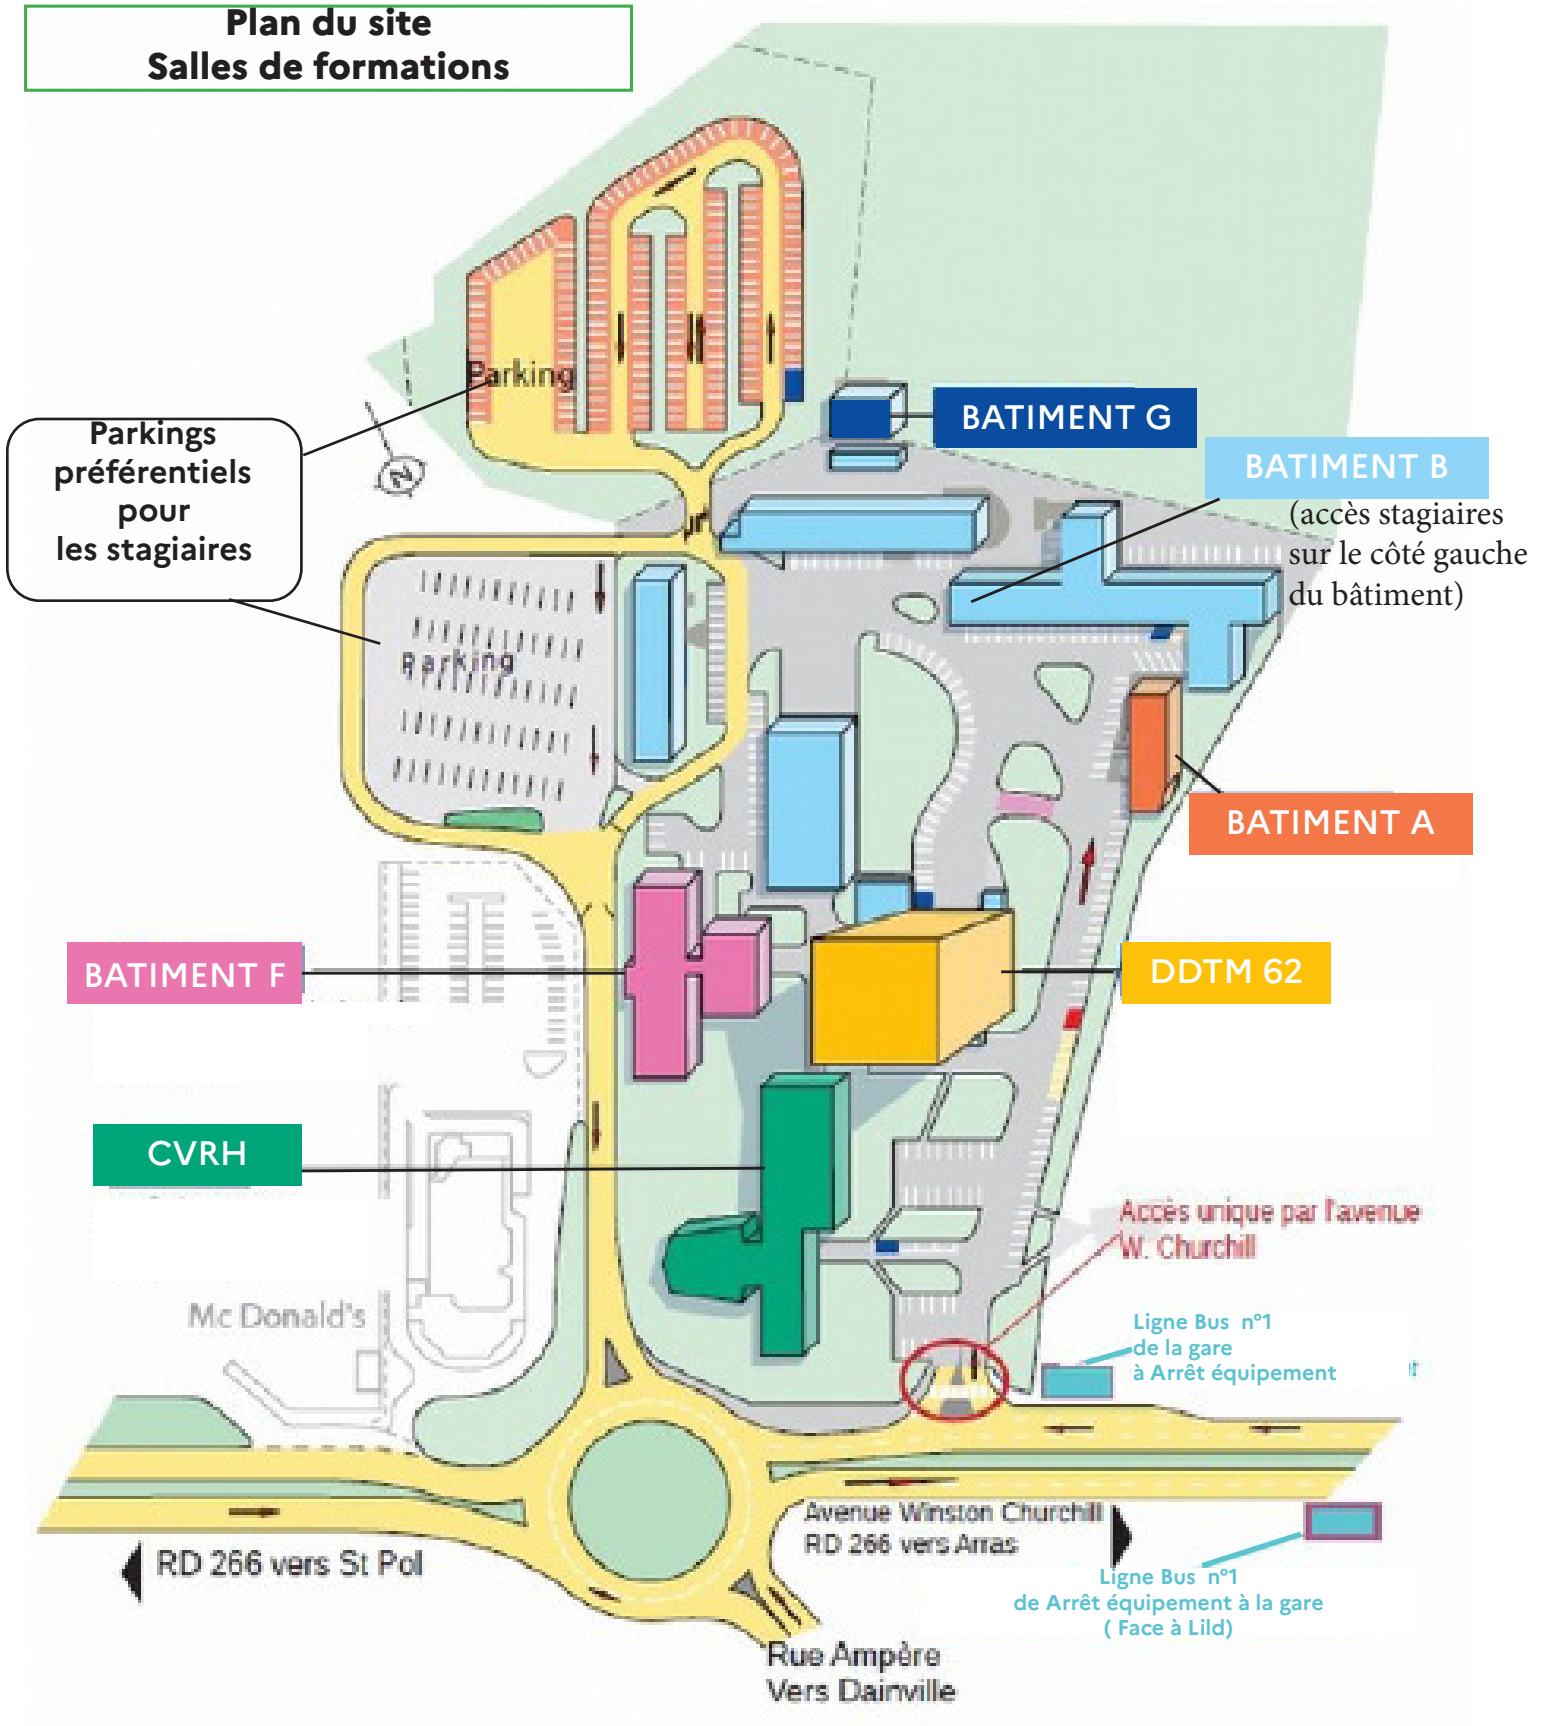 Plan du site
Salles de formations
Parking
Parkings
préférentiels
pour
les stagiaires
N
BATIMENT G
BATIMENT B
(accès stagiaires
sur le côté gauche
du bâtiment)
Parking
BATIMENT A
BATIMENT F
DDTM 62
CVRH
Accès unique par l'avenue
W. Churchill
Mc Donald's
Ligne Bus n°1
de la gare
à Arrêt équipement
Avenue Winston Churchill
RD 266 vers Arras
RD 266 vers St Pol
Ligne Bus n°1
de Arrêt équipement à la gare
( Face à Lild)
Rue Ampère
Vers Dainville